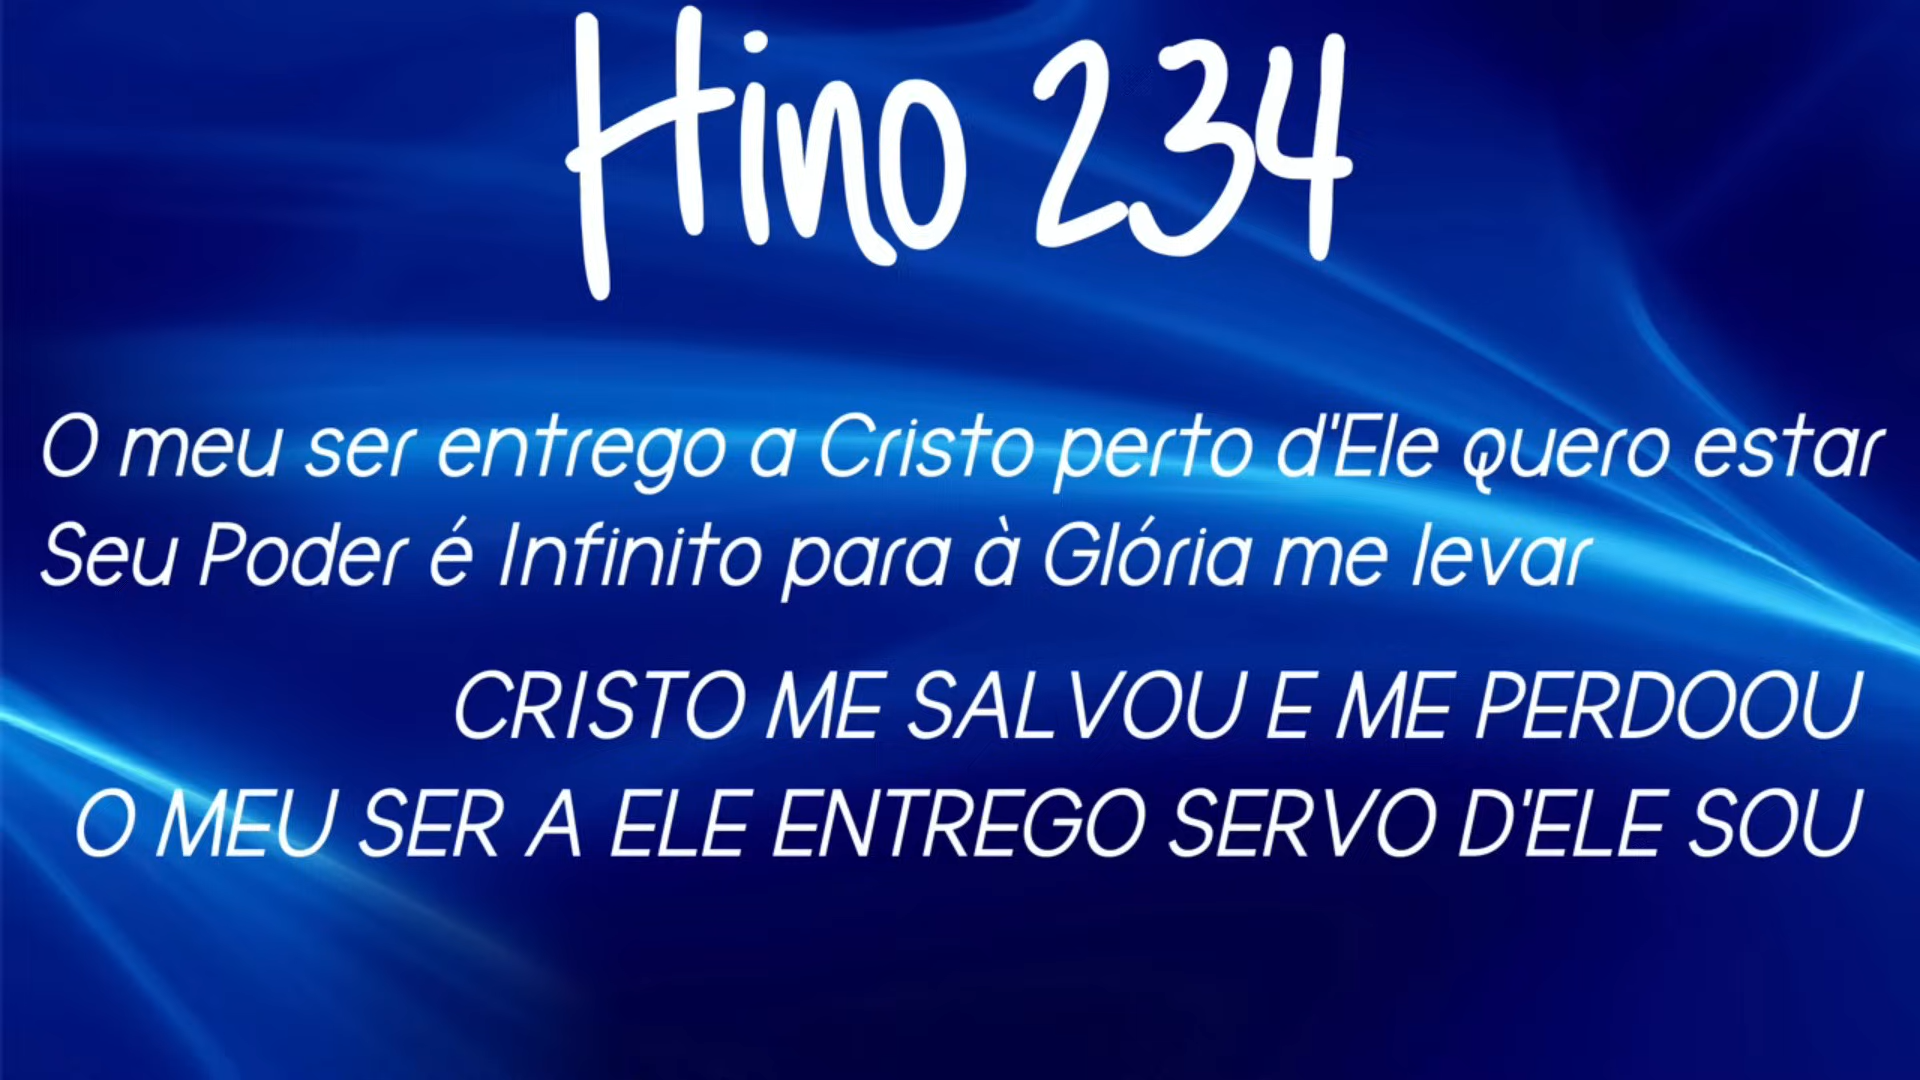 Hino 234
O meu ser entrego a Cristo perto d'Ele quero estar
Seu Poder é Infinito para à Glória me levar
CRISTO ME SALVOU E ME PERDOOU
O MEU SER A ELE ENTREGO SERVO D'ELE SOU